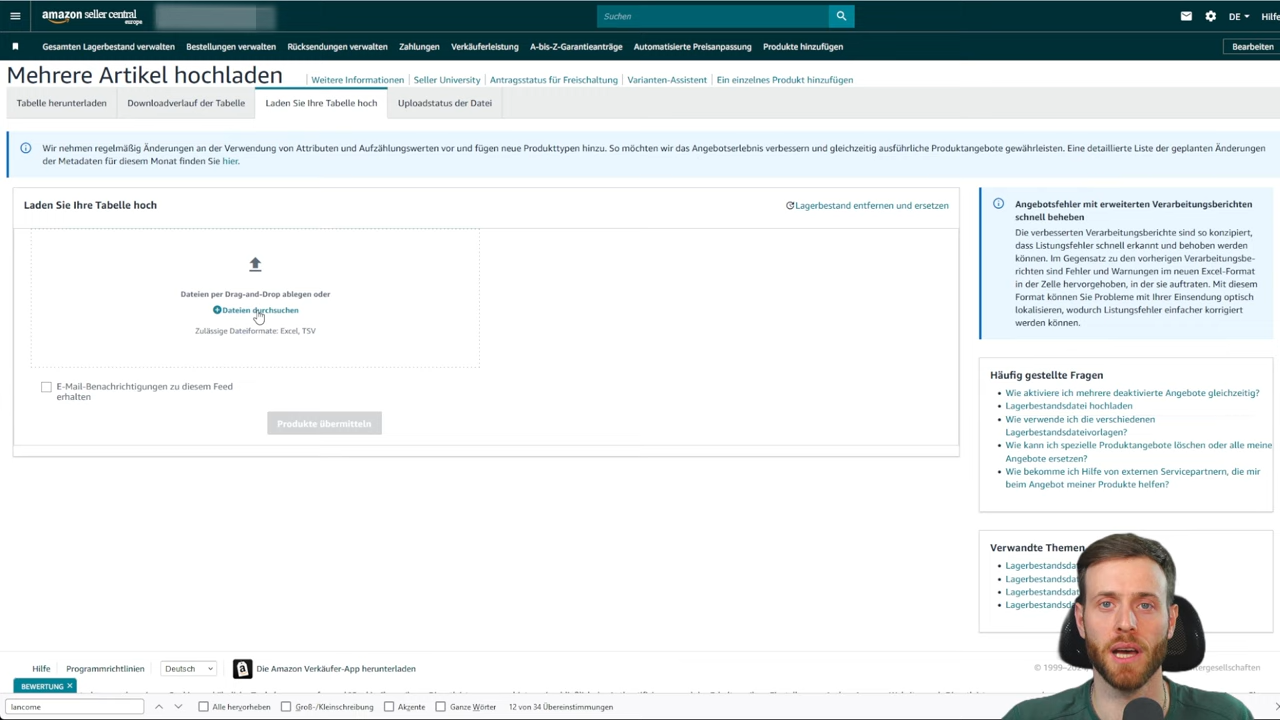 amazon seller central
europe
Suchen
DE
Hilfe
Gesamten Lagerbestand verwalten
Bestellungen verwalten
Rücksendungen verwalten
Zahlungen
Verkäuferleistung
A-bis-Z-Garantieanträge
Automatisierte Preisanpassung
Produkte hinzufügen
Bearbeiten
Mehrere Artikel hochladen
Weitere Informationen
Seller University
Antragsstatus für Freischaltung
Varianten-Assistent
Ein einzelnes Produkt hinzufügen
Tabelle herunterladen
Downloadverlauf der Tabelle
Laden Sie Ihre Tabelle hoch
Uploadstatus der Datei
Wir nehmen regelmäßig Änderungen an der Verwendung von Attributen und Aufzählungswerten vor und fügen neue Produkttypen hinzu. So möchten wir das Angebotserlebnis verbessern und gleichzeitig ausführliche Produktangebote gewährleisten. Eine detaillierte Liste der geplanten Änderungen
der Metadaten für diesem Monat finden Sie hier.
Laden Sie Ihre Tabelle hoch
Lagerbestand entfernen und ersetzen
Dateien per Drag-and-Drop ablegen oder
Dateien durchsuchen
Zulässige Dateiformate: Excel, TSV
E-Mail-Benachrichtigungen zu diesem Feed
erhalten
Produkte übermitteln
Angebotsfehler mit erweiterten Verarbeitungsberichten
schnell beheben
Die verbesserten Verarbeitungsberichte sind so konzipiert,
dass Listungsfehler schnell erkannt und behoben werden
können. Im Gegensatz zu den vorherigen Verarbeitungsbe-
richten sind Fehler und Warnungen im neuen Excel-Format
in der Zelle hervorgehoben, in der sie auftraten. Mit diesem
Format können Sie Probleme mit Ihrer Einsendung optisch
lokalisieren, wodurch Listungsfehler einfacher korrigiert
werden können.
Häufig gestellte Fragen
Wie aktiviere ich mehrere deaktivierte Angebote gleichzeitig?
Lagerbestandsdatei hochladen
Wie verwende ich die verschiedenen
Lagerbestandsdateivorlagen?
Wie kann ich spezielle Produktangebote löschen oder alle meine
Angebote ersetzen?
Wie bekomme ich Hilfe von externen Servicepartnern, die mir
beim Angebot meiner Produkte helfen?
Verwandte Themen
Lagerbestandsda
Lagerbestandsda
Lagerbestandsda
Lagerbestandsda
Hilfe
Programmrichtlinien
Deutsch
Die Amazon Verkäufer-App herunterladen
BEWERTUNG
lancome
Alle hervorheben
Groß-/Kleinschreibung
Akzente
Ganze Wörter
12 von 34 Übereinstimmungen